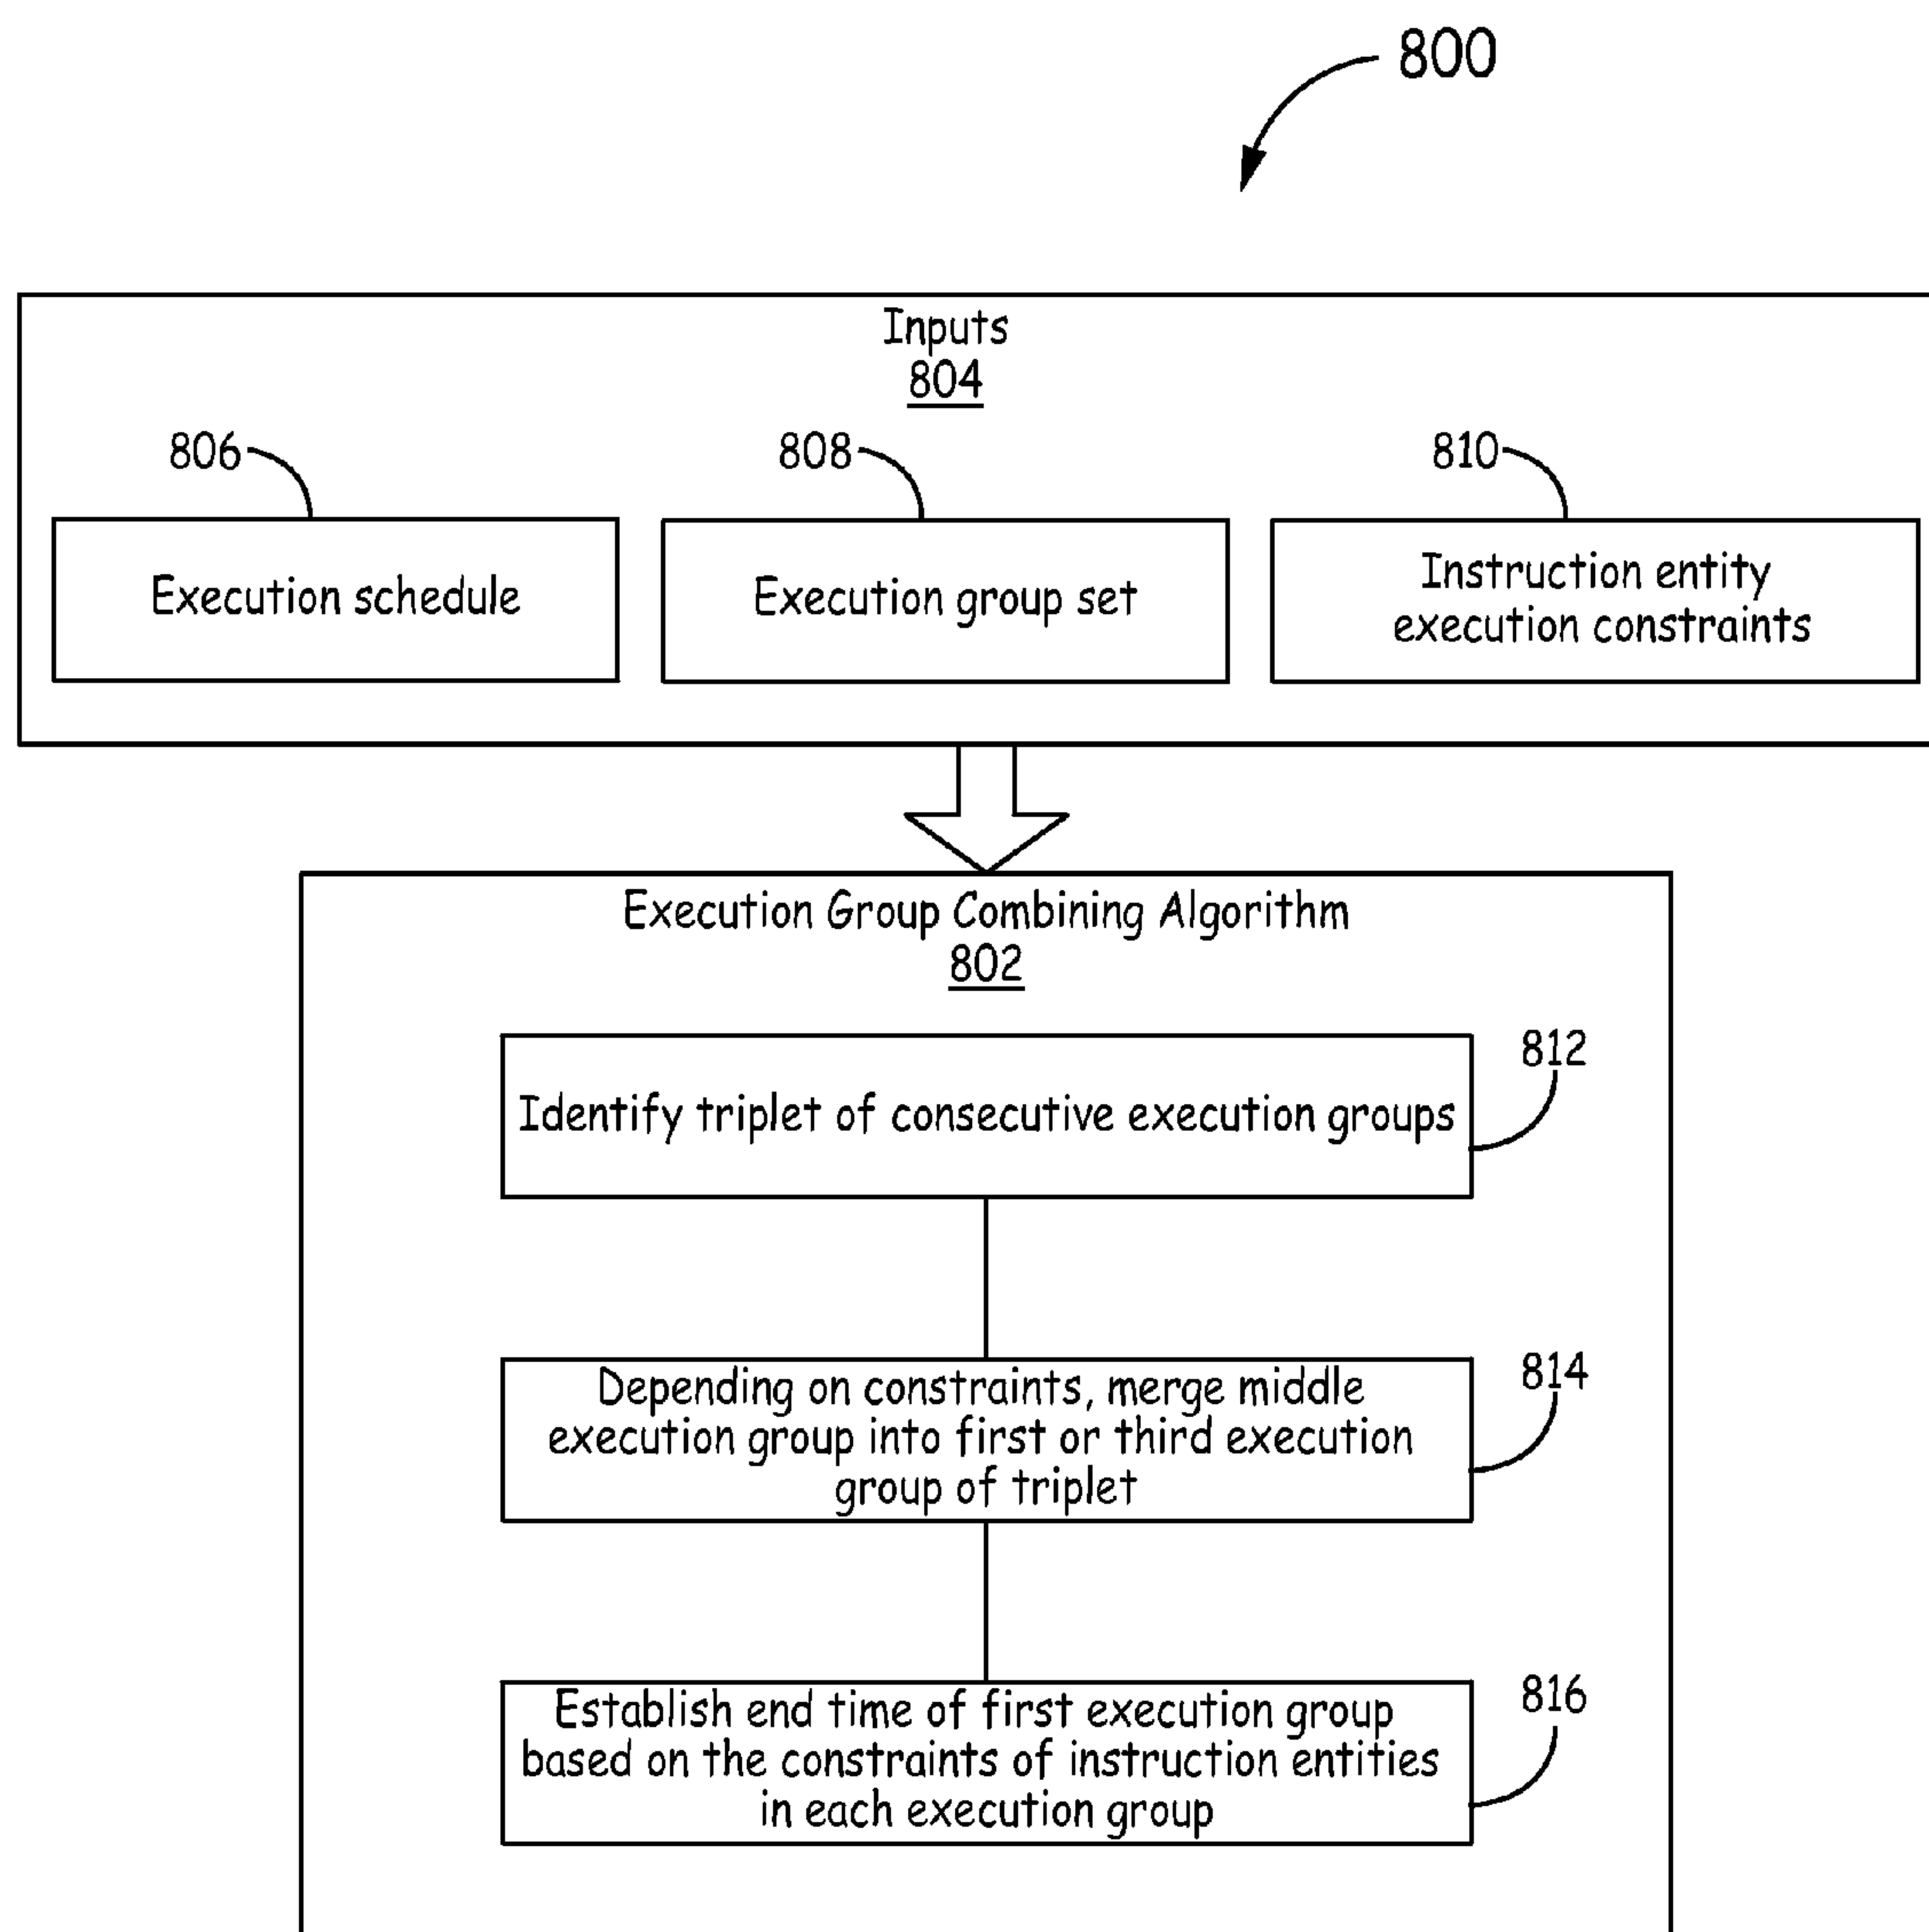 800
Inputs
804
806
808
810
Execution schedule
Execution group set
Instruction entity
execution constraints
Execution Group Combining Algorithm
802
812
Identify triplet of consecutive execution groups
814
Depending on constraints, merge middle
execution group into first or third execution
group of triplet
816
Establish end time of first execution group
based on the constraints of instruction entities
in each execution group